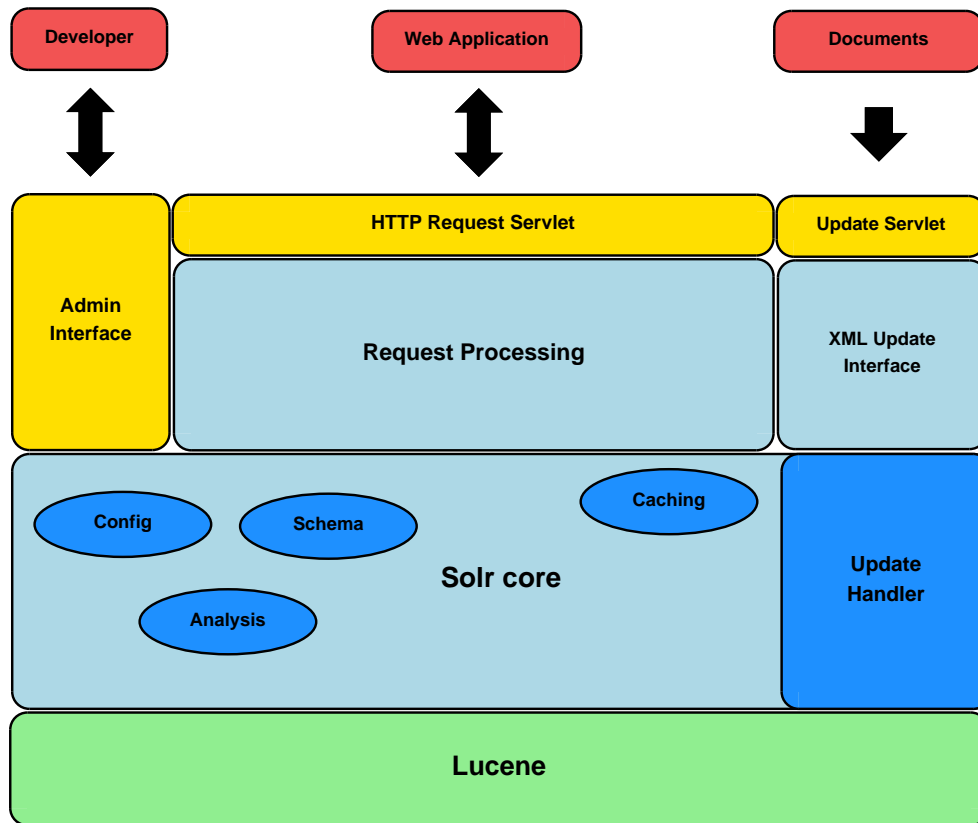 Developer
Web Application
Documents
HTTP Request Servlet
Update Servlet
Admin
Interface
Request Processing
XML Update
Interface
Config
Schema
Caching
Solr core
Analysis
Update
Handler
Lucene